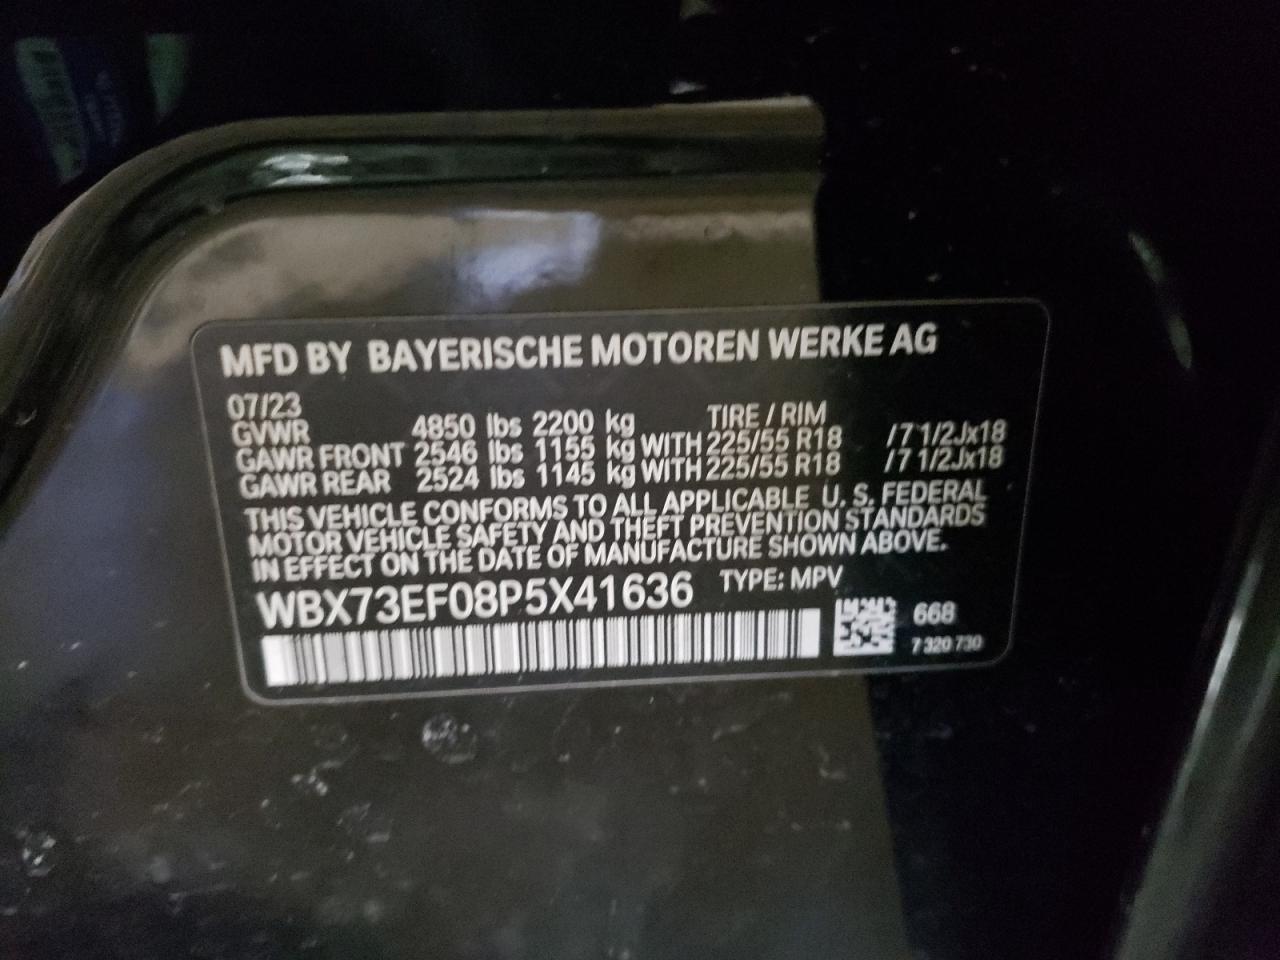 MFD BY BAYERISCHE MOTOREN WERKE AG
07/23 TIRE / RIM
GVWR 4850 lbs 2200 kg
GAWR FRONT 2546 lbs 1155 kg WITH 225/55 R18 / 7 1/2Jx18
GAWR REAR 2524 lbs 1145 kg WITH 225/55 R18 / 7 1/2Jx18
THIS VEHICLE CONFORMS TO ALL APPLICABLE U. S. FEDERAL
MOTOR VEHICLE SAFETY AND THEFT PREVENTION STANDARDS
IN EFFECT ON THE DATE OF MANUFACTURE SHOWN ABOVE.
WBX73EF08P5X41636 TYPE: MPV
668
7 320 730